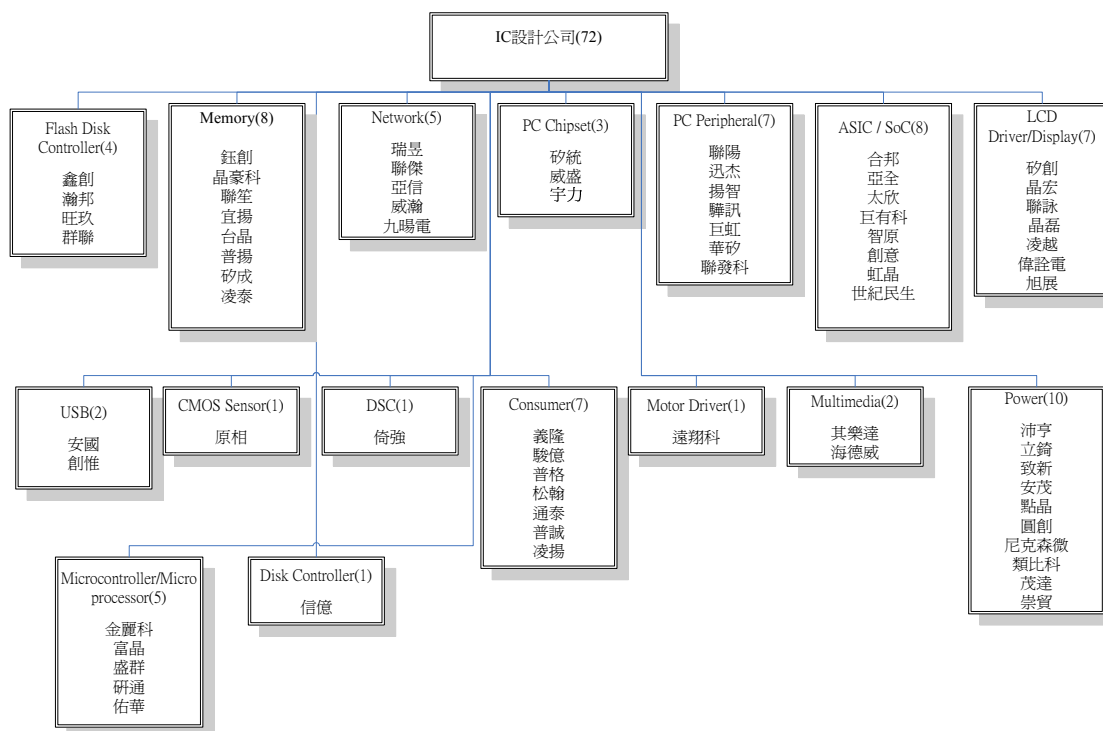 IC設計公司(72)
Flash Disk
Controller(4)
鑫創
瀚邦
旺玖
群聯
Memory(8)
鈺創
晶豪科
聯笙
宜揚
台晶
普揚
矽成
凌泰
Network(5)
瑞昱
聯傑
亞信
威瀚
九暘電
PC Chipset(3)
矽統
威盛
宇力
PC Peripheral(7)
聯陽
迅杰
揚智
驊訊
巨虹
華矽
聯發科
ASIC / SoC(8)
合邦
亞全
太欣
巨有科
智原
創意
虹晶
世紀民生
LCD
Driver/Display(7)
矽創
晶宏
聯詠
晶磊
凌越
偉詮電
旭展
USB(2)
安國
創惟
CMOS Sensor(1)
原相
DSC(1)
倚強
Consumer(7)
義隆
駿億
普格
松翰
通泰
普誠
凌揚
Motor Driver(1)
遠翔科
Multimedia(2)
其樂達
海德威
Power(10)
沛亨
立錡
致新
安茂
點晶
圓創
尼克森微
類比科
茂達
崇貿
Microcontroller/Micro
processor(5)
金麗科
富晶
盛群
硏通
佑華
Disk Controller(1)
信億